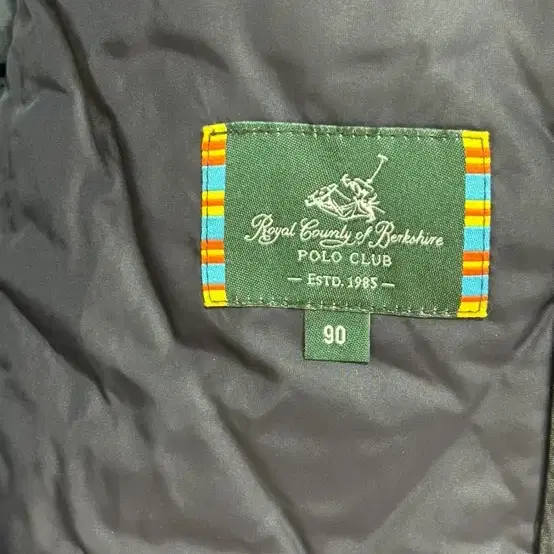 Royal County of Berkshire
POLO CLUB
— ESTD. 1985 —
90